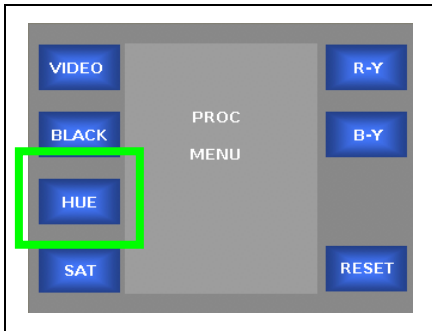 VIDEO
BLACK
HUE
SAT
PROC
MENU
R-Y
B-Y
RESET